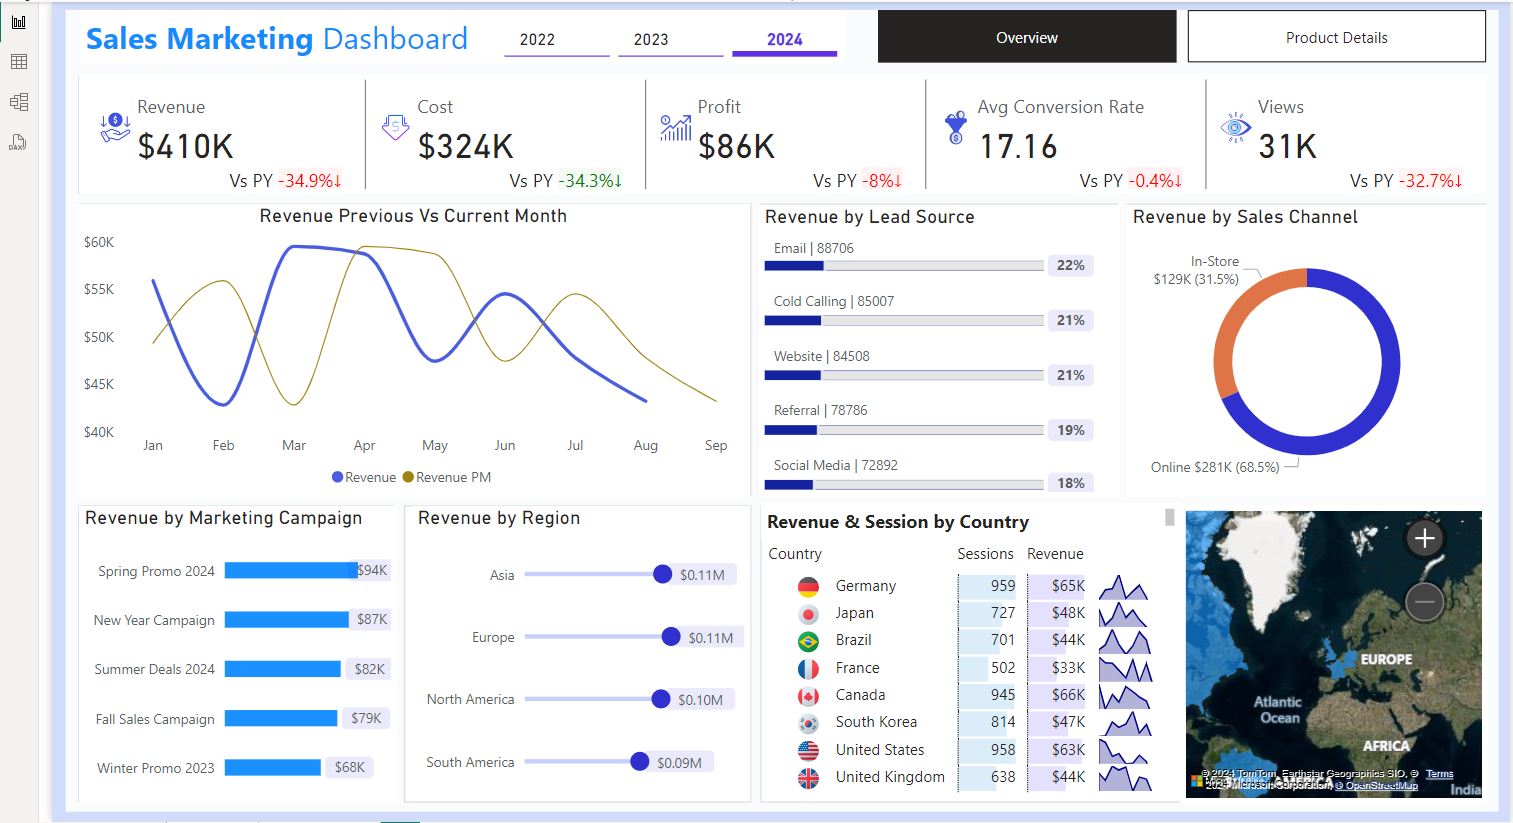 Sales Marketing Dashboard
2022
2023
2024
Overview
Product Details
Revenue
$410K
Vs PY -34.9%↓
Cost
$324K
Vs PY -34.3%↓
Profit
$86K
Vs PY -8%↓
Avg Conversion Rate
17.16
Vs PY -0.4%↓
Views
31K
Vs PY -32.7%↓
Revenue Previous Vs Current Month
$60K
$55K
$50K
$45K
$40K
Jan Feb Mar Apr May Jun Jul Aug Sep
Revenue Revenue PM
Revenue by Lead Source
Email | 88706
22%
Cold Calling | 85007
21%
Website | 84508
21%
Referral | 78786
19%
Social Media | 72892
18%
Revenue by Sales Channel
In-Store
$129K (31.5%)
Online $281K (68.5%)
Revenue by Marketing Campaign
Spring Promo 2024 $94K
New Year Campaign $87K
Summer Deals 2024 $82K
Fall Sales Campaign $79K
Winter Promo 2023 $68K
Revenue by Region
Asia $0.11M
Europe $0.11M
North America $0.10M
South America $0.09M
Revenue & Session by Country
Country Sessions Revenue
Germany 959 $65K
Japan 727 $48K
Brazil 701 $44K
France 502 $33K
Canada 945 $66K
South Korea 814 $47K
United States 958 $63K
United Kingdom 638 $44K
EUROPE
Atlantic
Ocean
AFRICA
© 2024 TomTom, Earthstar Geographics SIO, ©
2024 Microsoft Corporation, © OpenStreetMap
Terms
India
DAX